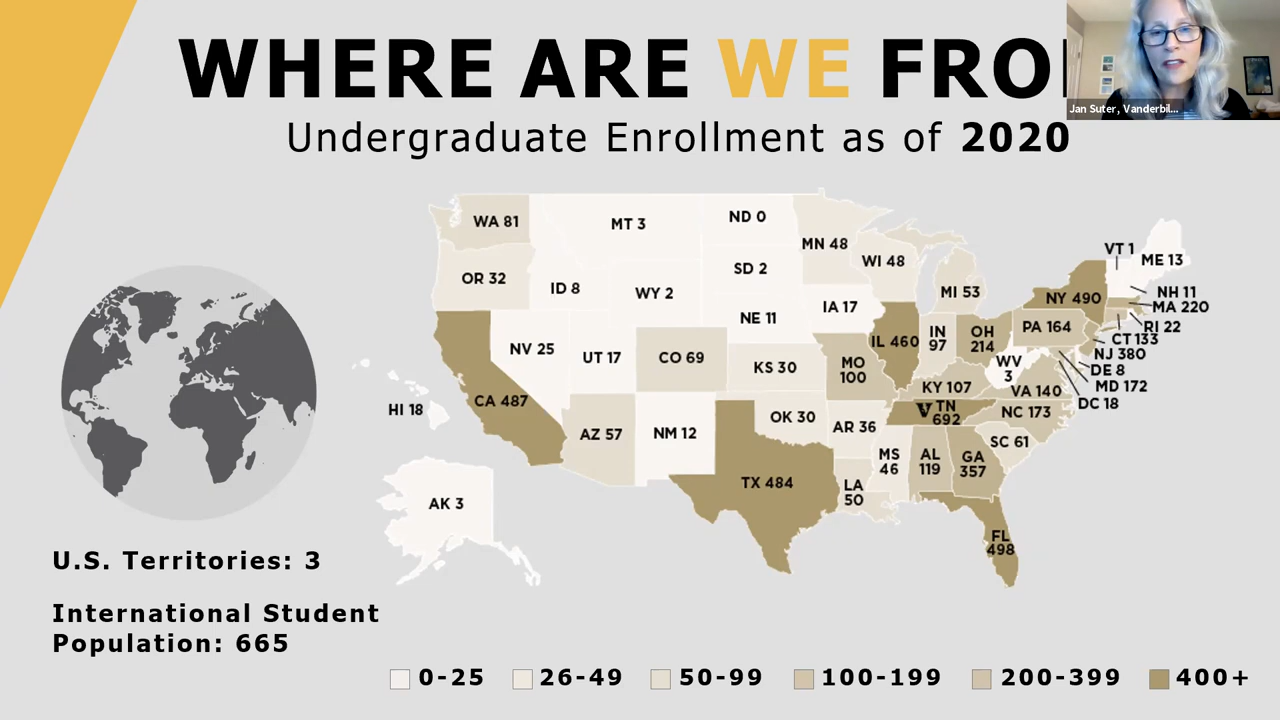 WHERE ARE WE FRO
Jan Suter, Vanderbil...
Undergraduate Enrollment as of 2020
WA 81
MT 3
ND 0
MN 48
VT 1
ME 13
OR 32
ID 8
SD 2
WI 48
WY 2
IA 17
MI 53
NY 490
NH 11
MA 220
RI 22
NE 11
PA 164
CT 133
NJ 380
DE 8
MD 172
DC 18
NV 25
UT 17
CO 69
KS 30
MO
100
IL 460
IN
97
OH
214
WV
3
VA 140
KY 107
CA 487
HI 18
AZ 57
NM 12
OK 30
AR 36
V TN
692
NC 173
SC 61
MS
46
AL
119
GA
357
TX 484
LA
50
AK 3
FL
498
U.S. Territories: 3
International Student
Population: 665
0-25 26-49 50-99 100-199 200-399 400+